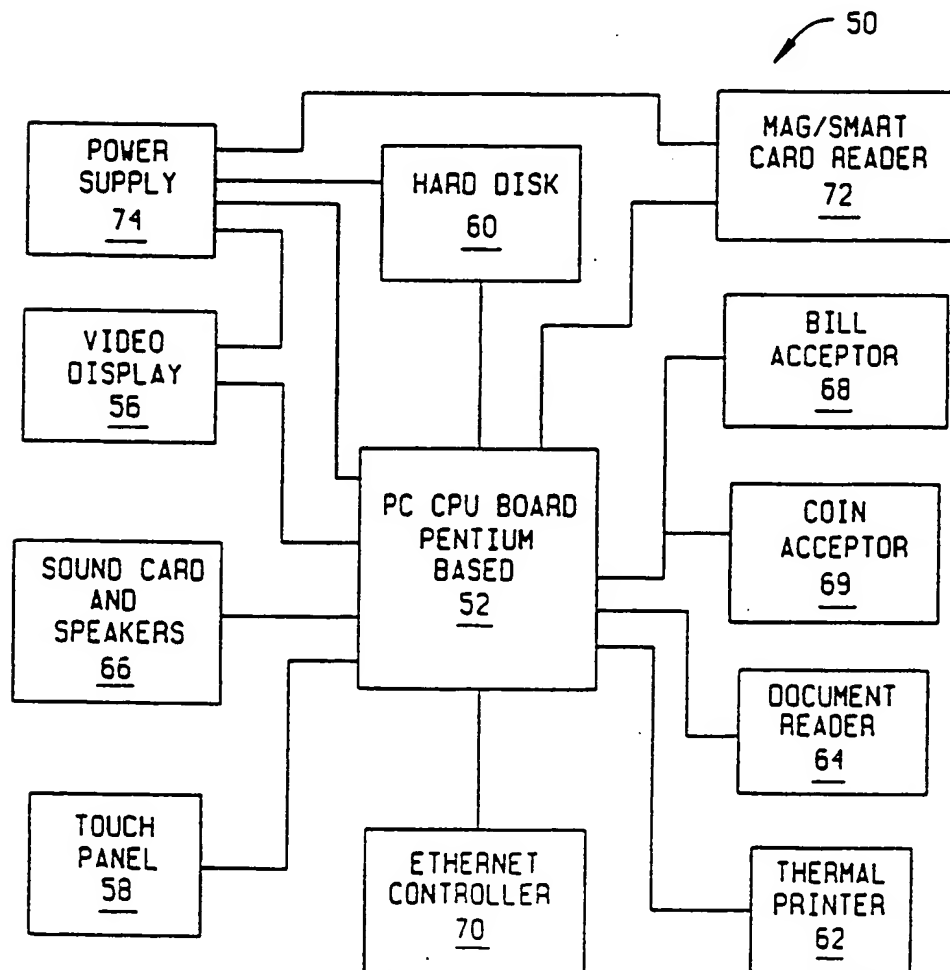 50
POWER
SUPPLY
74
HARD DISK
60
MAG/SMART
CARD READER
72
VIDEO
DISPLAY
56
BILL
ACCEPTOR
68
PC CPU BOARD
PENTIUM
BASED
52
COIN
ACCEPTOR
69
SOUND CARD
AND
SPEAKERS
66
DOCUMENT
READER
64
TOUCH
PANEL
58
ETHERNET
CONTROLLER
70
THERMAL
PRINTER
62